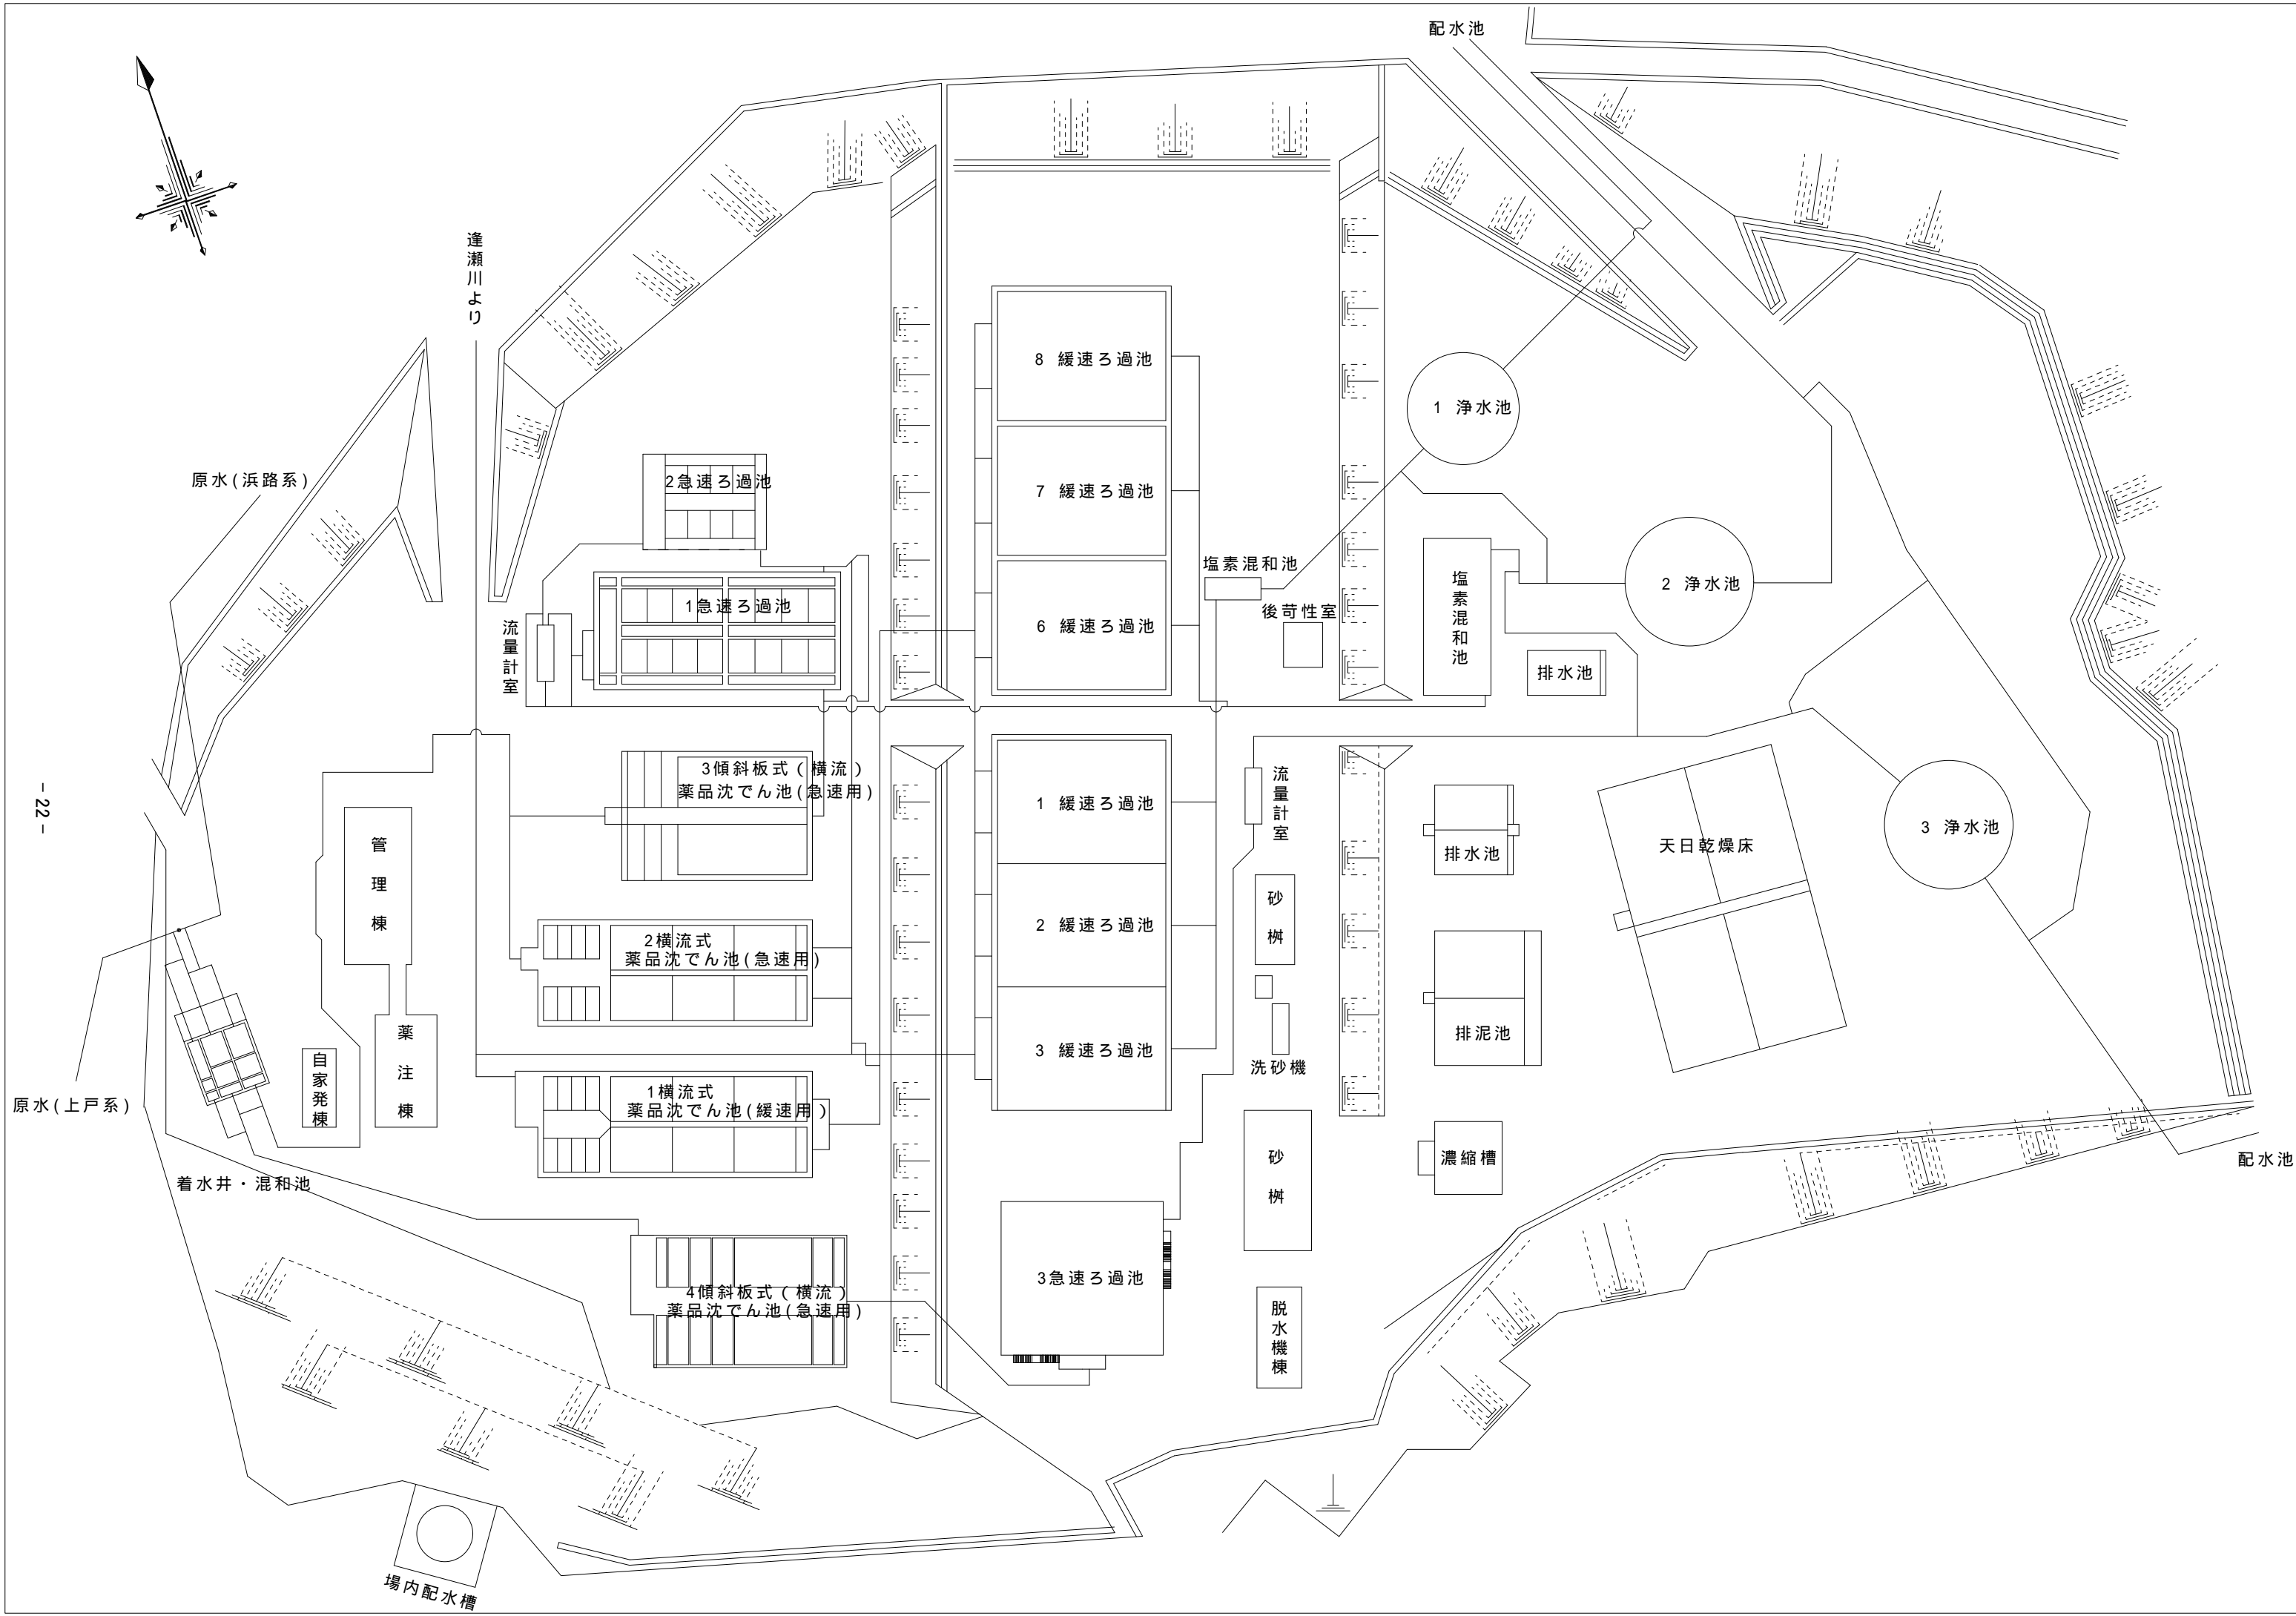 配水池
逢瀬川より
8 緩速ろ過池
1 浄水池
原水(浜路系)
2急速ろ過池
7 緩速ろ過池
塩素混和池
塩素混和池
2 浄水池
1急速ろ過池
後苛性室
6 緩速ろ過池
流量計室
排水池
3傾斜板式(横流)
薬品沈でん池(急速用)
流量計室
-22-
1 緩速ろ過池
3 浄水池
管理棟
天日乾燥床
排水池
砂桝
2横流式
薬品沈でん池(急速用)
2 緩速ろ過池
薬注棟
排泥池
3 緩速ろ過池
自家発棟
洗砂機
1横流式
薬品沈でん池(緩速用)
原水(上戸系)
濃縮槽
配水池
砂桝
着水井・混和池
3急速ろ過池
4傾斜板式(横流)
薬品沈でん池(急速用)
脱水機棟
場内配水槽